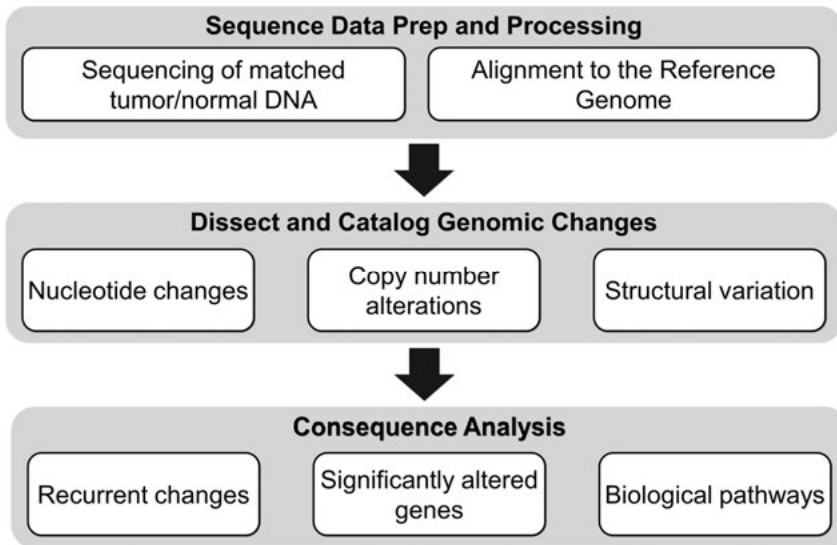 Sequence Data Prep and Processing
Sequencing of matched
tumor/normal DNA
Alignment to the Reference
Genome
Dissect and Catalog Genomic Changes
Nucleotide changes
Copy number
alterations
Structural variation
Consequence Analysis
Recurrent changes
Significantly altered
genes
Biological pathways